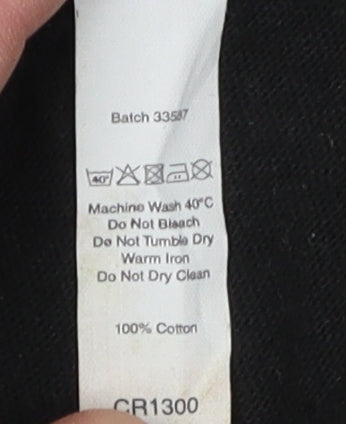 Batch 33587
40°
Machine Wash 40°C
Do Not Bleach
Do Not Tumble Dry
Warm Iron
Do Not Dry Clean
100% Cotton
CR1300